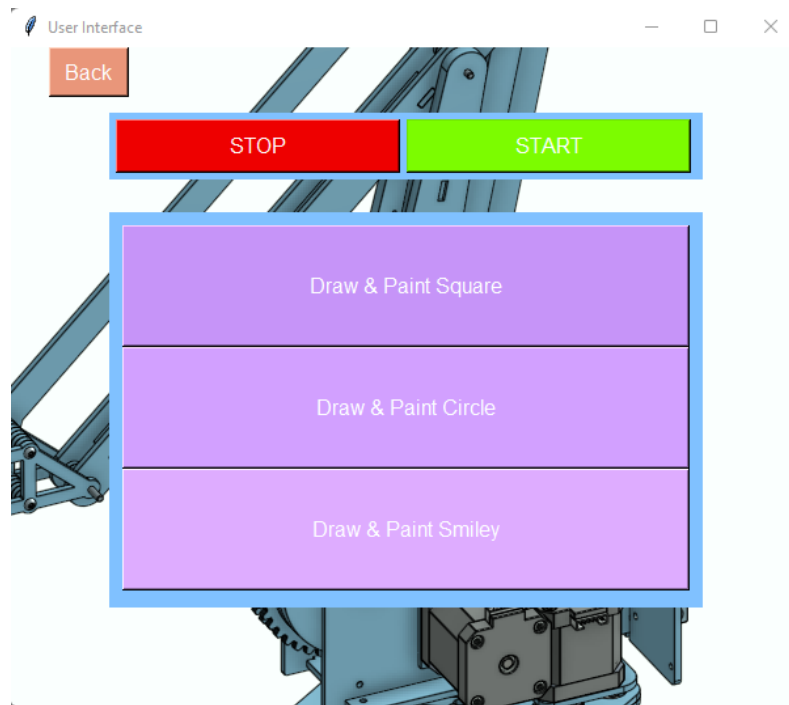 User Interface
Back
STOP START
Draw & Paint Square
Draw & Paint Circle
Draw & Paint Smiley